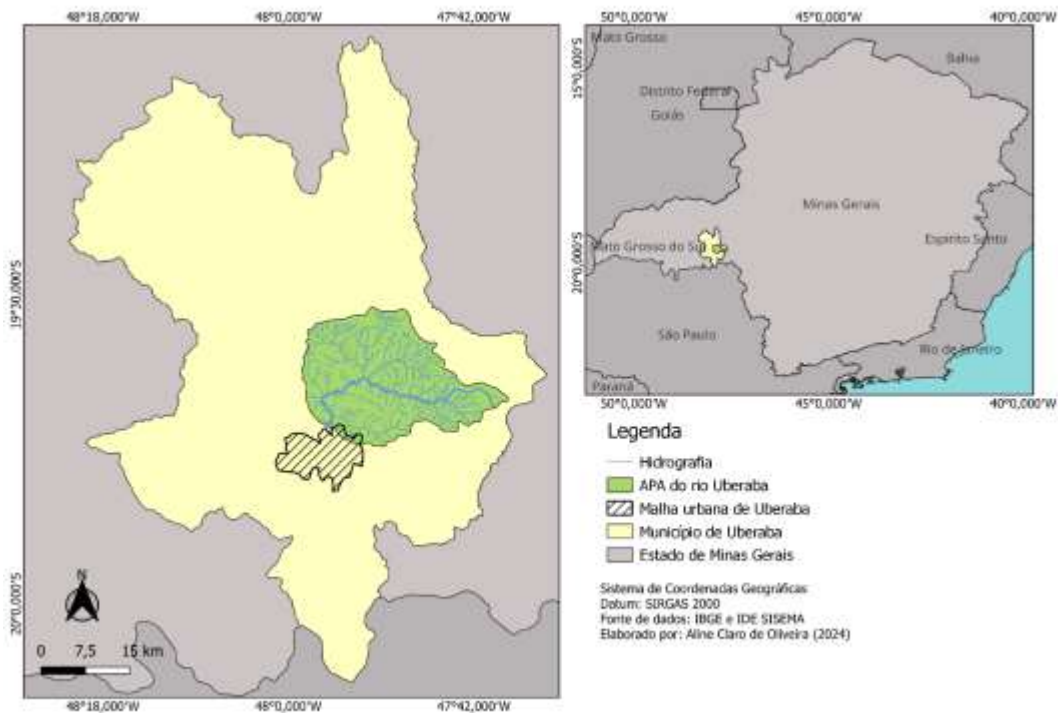 48°18,000'W
48°0,000'W
47°42,000'W
19°30,000'S
20°0,000'S
N
0 7,5 15 km
48°18,000'W
48°0,000'W
47°42,000'W
50°0,000'W
45°0,000'W
40°0,000'W
15°0,000'S
20°0,000'S
Mato Grosso
Bahia
Distrito Federal
Goiás
Minas Gerais
Mato Grosso do Sul
Espírito Santo
São Paulo
Rio de Janeiro
Paraná
50°0,000'W
45°0,000'W
40°0,000'W
Legenda
Hidrografia
APA do rio Uberaba
Malha urbana de Uberaba
Município de Uberaba
Estado de Minas Gerais
Sistema de Coordenadas Geográficas
Datum: SIRGAS 2000
Fonte de dados: IBGE e IDE SISEMA
Elaborado por: Aline Claro de Oliveira (2024)